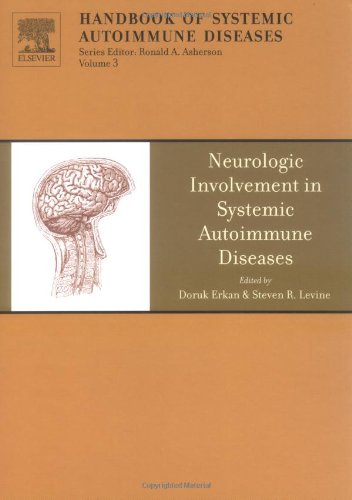 ELSEVIER
HANDBOOK OF SYSTEMIC
AUTOIMMUNE DISEASES
Series Editor: Ronald A. Asherson
Volume 3
Neurologic
Involvement in
Systemic
Autoimmune
Diseases
Edited by
Doruk Erkan & Steven R. Levine